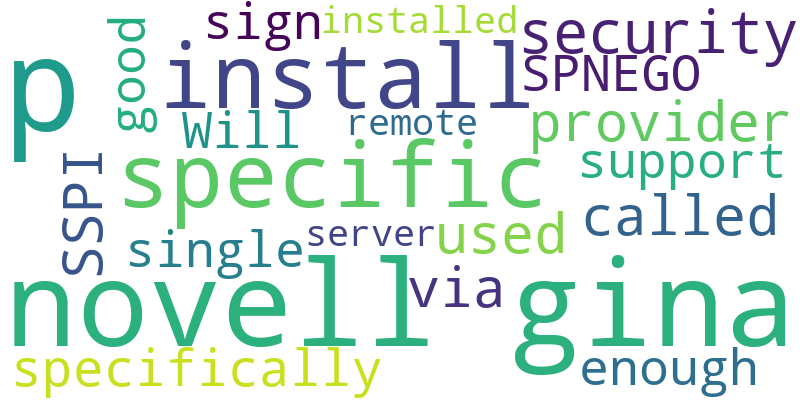 sign installed
p good install security
SPNEGO
Will remote provider
SSPI specific support
single server used called
novell via gina
specifically enough